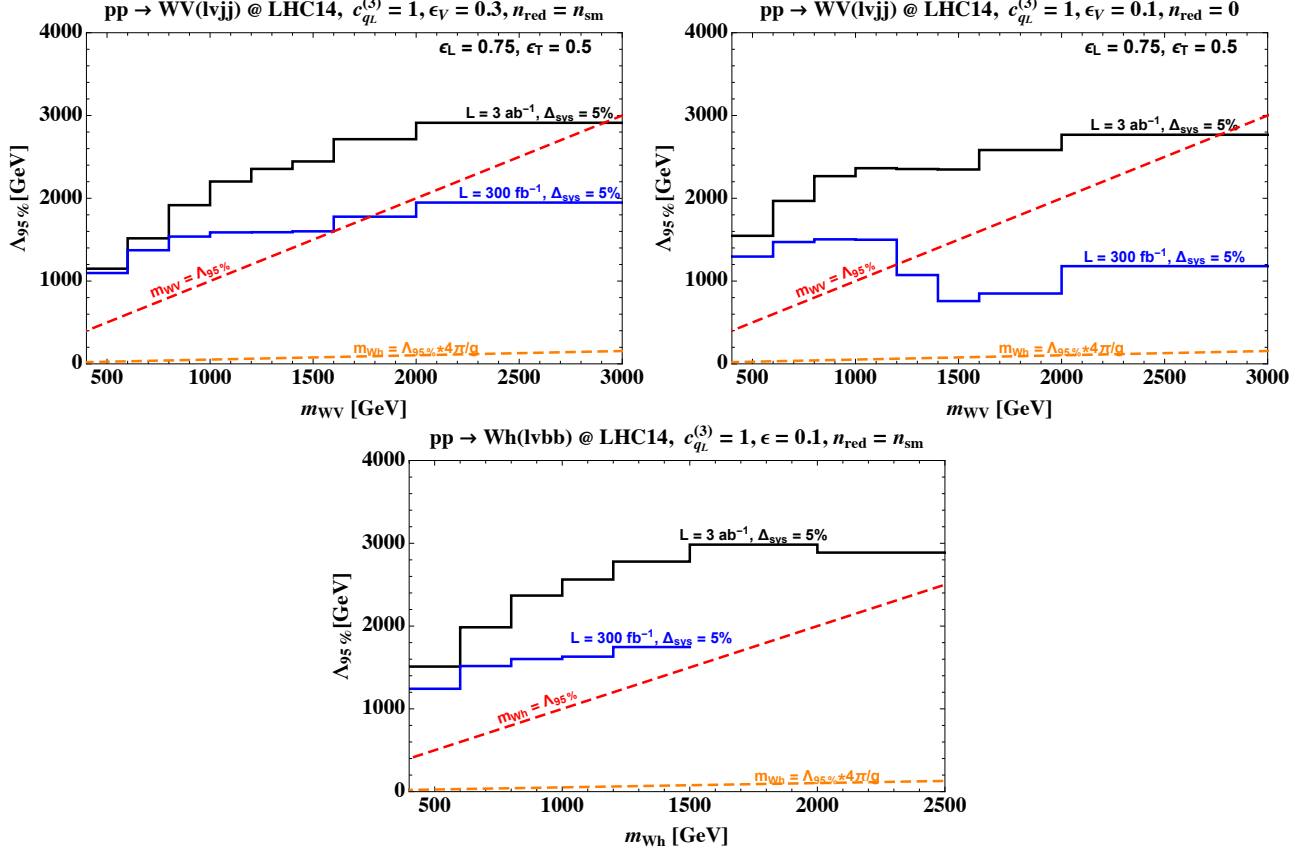 pp → WV(lvjj) @ LHC14, c_{qL}^{(3)} = 1, ϵ_V = 0.3, n_red = n_sm
ϵ_L = 0.75, ϵ_T = 0.5
L = 3 ab⁻¹, Δ_sys = 5%
L = 300 fb⁻¹, Δ_sys = 5%
m_WV = Λ_95%
m_Wh = Λ_95%*4π/g
Λ_95% [GeV]
4000
3000
2000
1000
0
500 1000 1500 2000 2500 3000
m_WV [GeV]
pp → WV(lvjj) @ LHC14, c_{qL}^{(3)} = 1, ϵ_V = 0.1, n_red = 0
ϵ_L = 0.75, ϵ_T = 0.5
L = 3 ab⁻¹, Δ_sys = 5%
L = 300 fb⁻¹, Δ_sys = 5%
m_WV = Λ_95%
m_Wh = Λ_95%*4π/g
Λ_95% [GeV]
4000
3000
2000
1000
0
500 1000 1500 2000 2500 3000
m_WV [GeV]
pp → Wh(lvbb) @ LHC14, c_{qL}^{(3)} = 1, ϵ = 0.1, n_red = n_sm
L = 3 ab⁻¹, Δ_sys = 5%
L = 300 fb⁻¹, Δ_sys = 5%
m_Wh = Λ_95%
m_Wh = Λ_95%*4π/g
Λ_95% [GeV]
4000
3000
2000
1000
0
500 1000 1500 2000 2500
m_Wh [GeV]